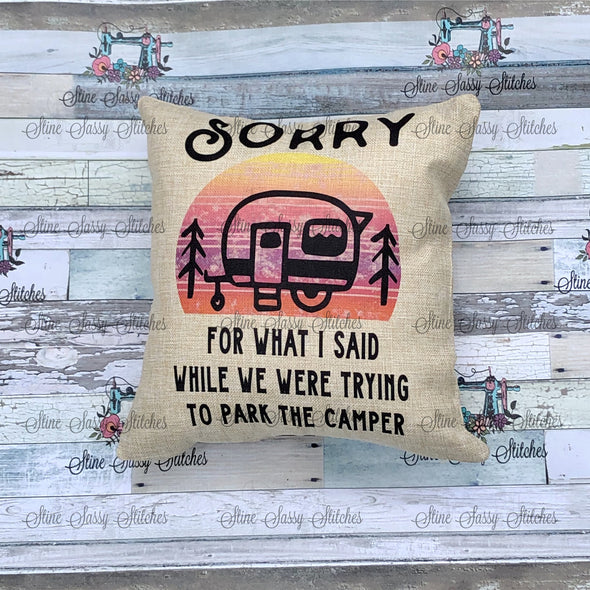 Stine Sassy Stitches
SORRY
FOR WHAT I SAID
WHILE WE WERE TRYING
TO PARK THE CAMPER